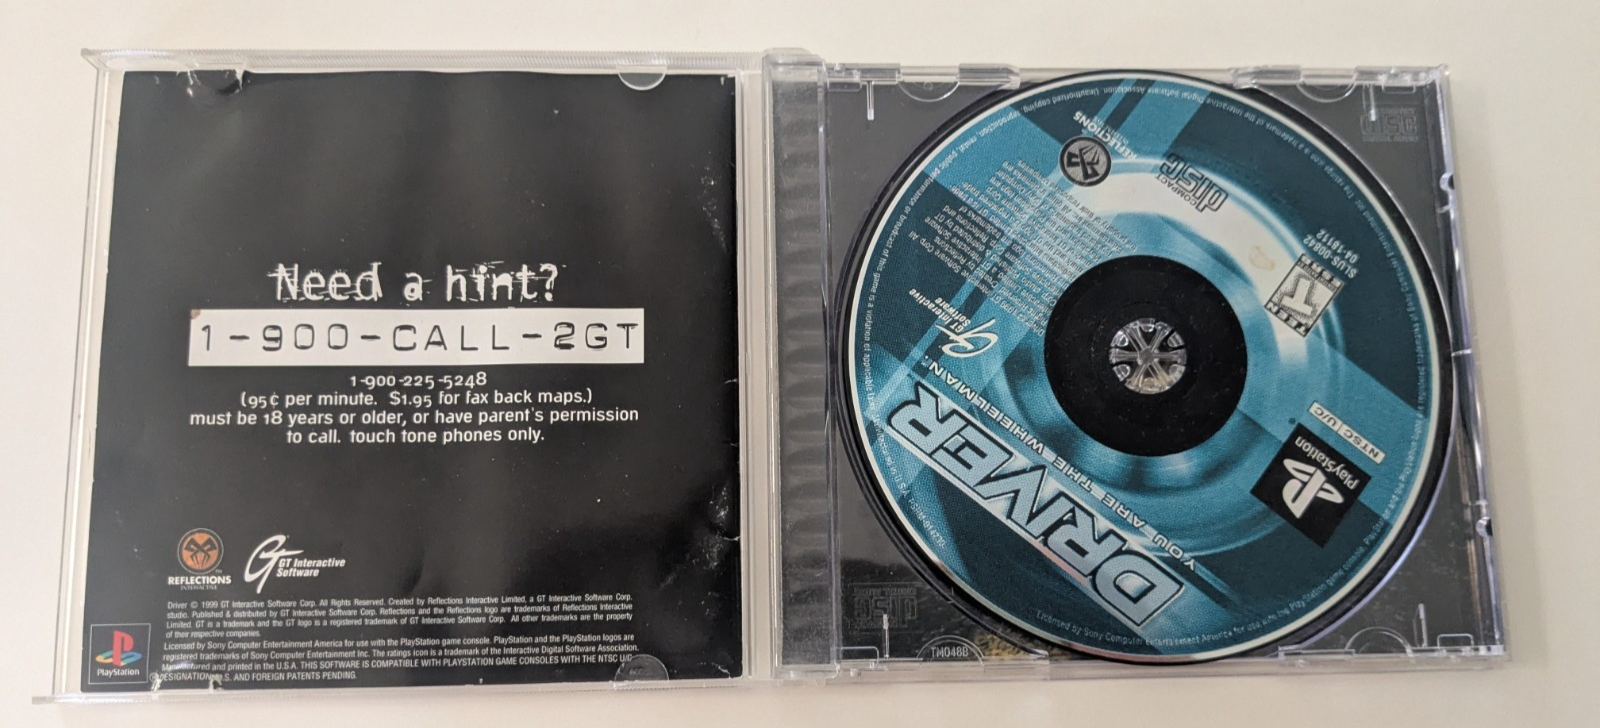 Need a hint?
1-900-CALL-2GT
1-900-225-5248
(95¢ per minute. $1.95 for fax back maps.)
must be 18 years or older, or have parent's permission
to call. touch tone phones only.
REFLECTIONS
INTERACTIVE
GT Interactive
Software
Driver © 1999 GT Interactive Software Corp. All Rights Reserved. Created by Reflections Interactive Limited, a GT Interactive Software Corp.
studio. Published & distributed by GT Interactive Software Corp. Reflections and the Reflections logo are trademarks of Reflections Interactive
Limited. GT is a trademark and the GT logo is a registered trademark of GT Interactive Software Corp. All other trademarks are the property
of their respective companies.
Licensed by Sony Computer Entertainment America for use with the PlayStation game console. PlayStation and the PlayStation logos are
registered trademarks of Sony Computer Entertainment Inc. The ratings icon is a trademark of the Interactive Digital Software Association.
Manufactured and printed in the U.S.A. THIS SOFTWARE IS COMPATIBLE WITH PLAYSTATION GAME CONSOLES WITH THE NTSC U/C
DESIGNATION. U.S. AND FOREIGN PATENTS PENDING.
PlayStation
DRIVER
YOU ARE THE WHEELMAN
PlayStation
NTSC U/C
GT Interactive
Software
TEEN
T
ESRB
SLUS-00842
04-18112
COMPACT
disc
REFLECTIONS
Licensed by Sony Computer Entertainment America for use with the PlayStation game console.
TM048B